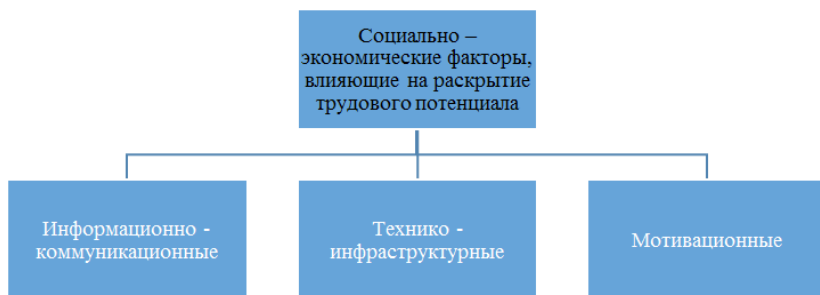 Социально –
экономические факторы,
влияющие на раскрытие
трудового потенциала
Информационно -
коммуникационные
Технико -
инфраструктурные
Мотивационные